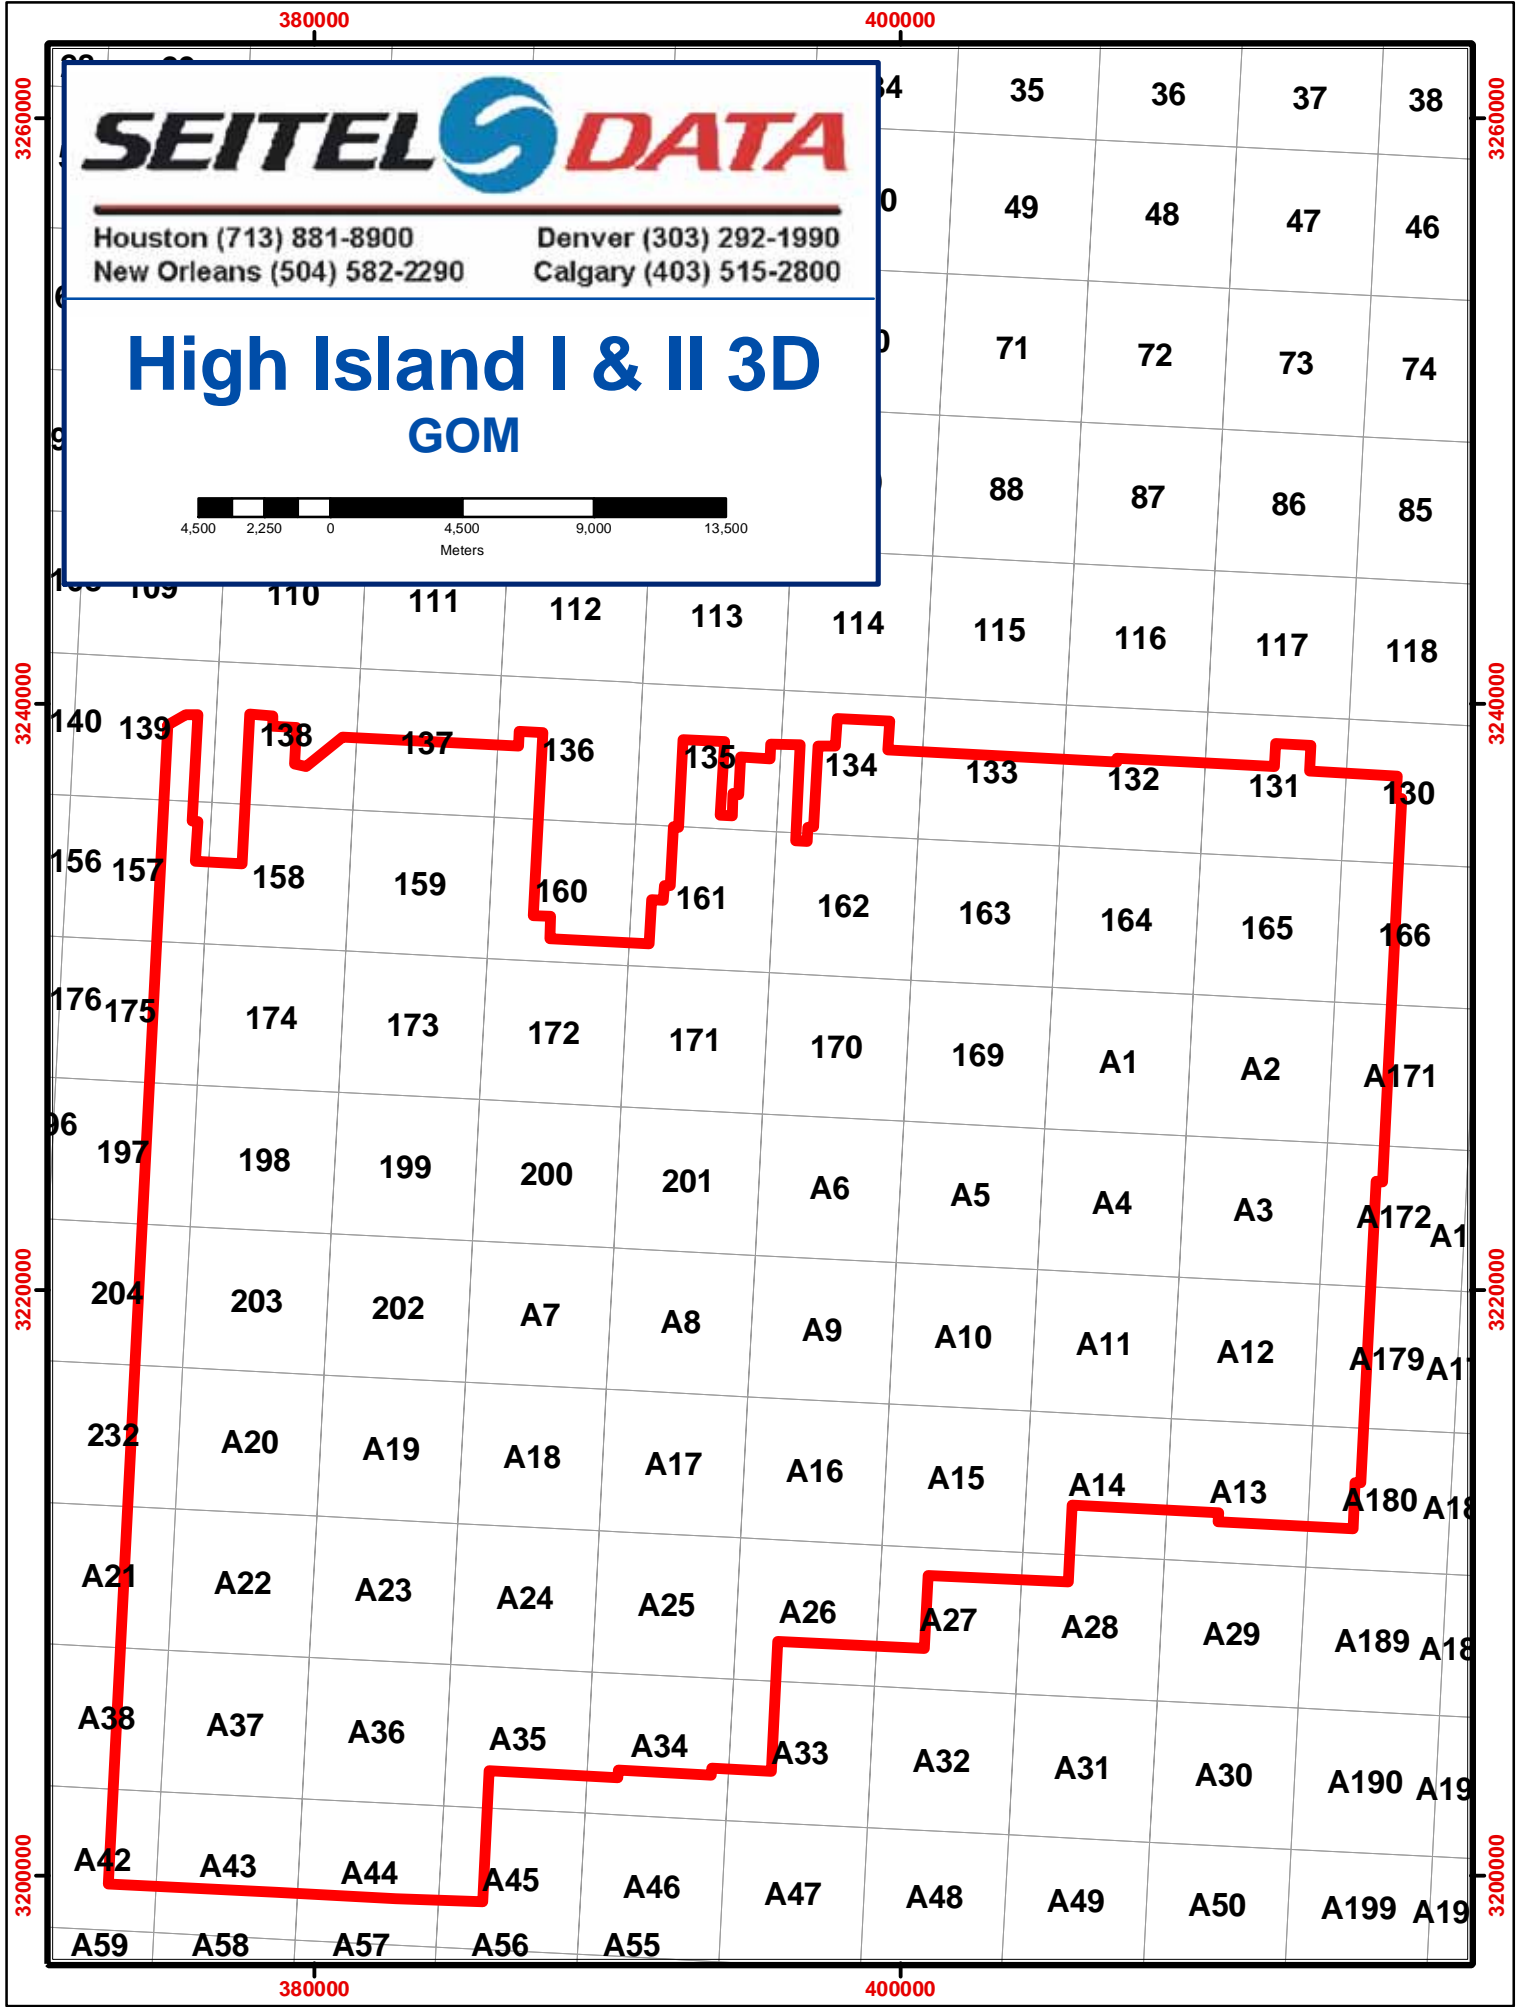 380000 400000
3260000 3260000
35 36 37 38
SEITEL DATA
Houston (713) 881-8900 Denver (303) 292-1990
New Orleans (504) 582-2290 Calgary (403) 515-2800
49 48 47 46
High Island I & II 3D
GOM
71 72 73 74
88 87 86 85
4,500 2,250 0 4,500 9,000 13,500
Meters
109 110 111 112 113 114 115 116 117 118
3240000 3240000
140 139 138 137 136 135 134 133 132 131 130
156 157 158 159 160 161 162 163 164 165 166
176 175 174 173 172 171 170 169 A1 A2 A171
197 198 199 200 201 A6 A5 A4 A3 A172
3220000 3220000
204 203 202 A7 A8 A9 A10 A11 A12 A179
232 A20 A19 A18 A17 A16 A15 A14 A13 A180
A21 A22 A23 A24 A25 A26 A27 A28 A29 A189
A38 A37 A36 A35 A34 A33 A32 A31 A30 A190
3200000 3200000
A42 A43 A44 A45 A46 A47 A48 A49 A50 A199
A59 A58 A57 A56 A55
380000 400000